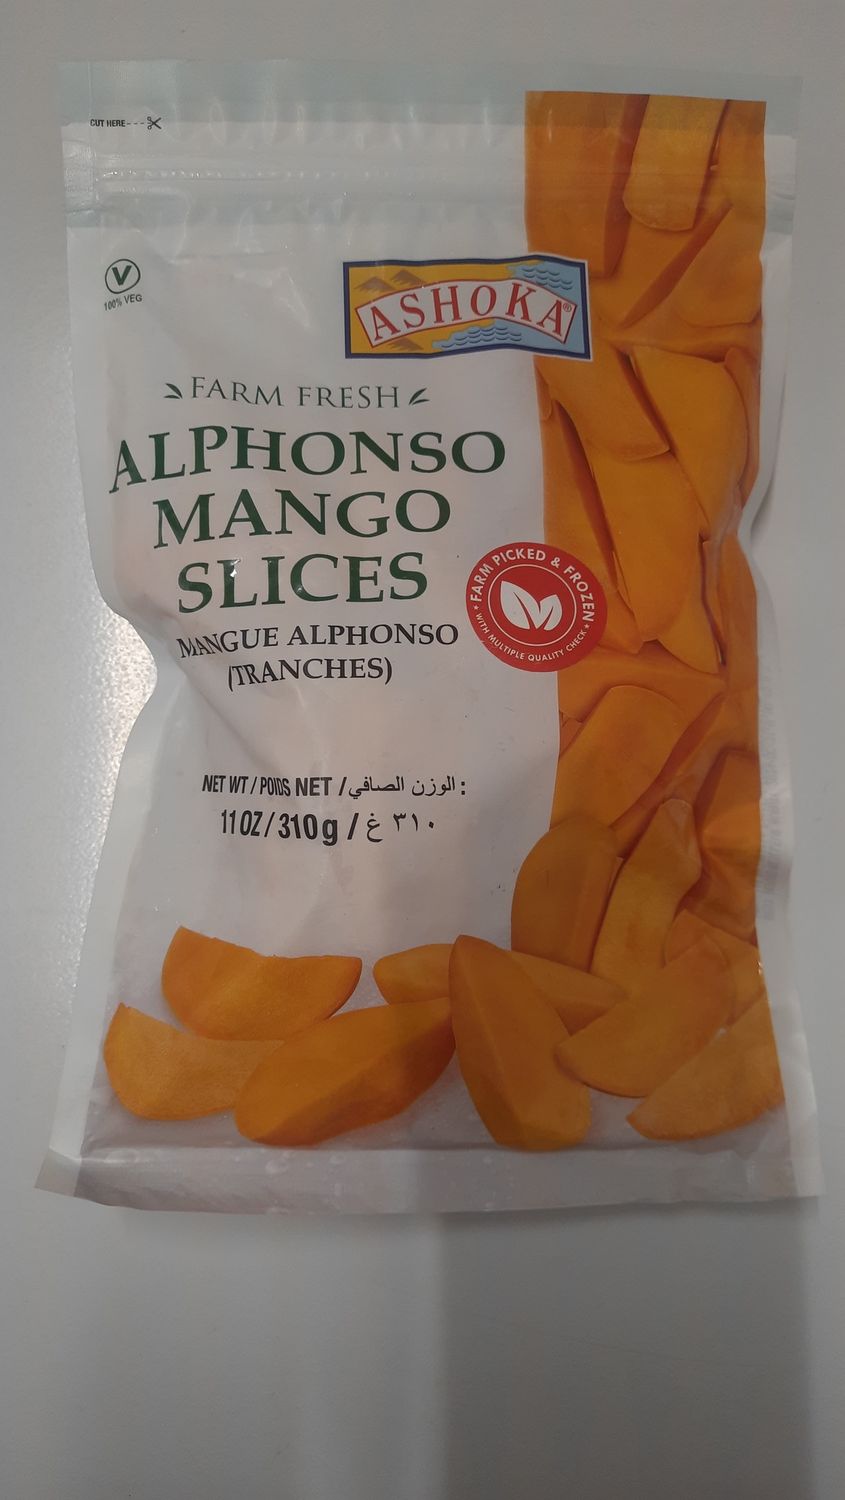 CUT HERE
V
100% VEG
ASHOKA®
FARM FRESH
ALPHONSO
MANGO
SLICES
MANGUE ALPHONSO
(TRANCHES)
• FARM PICKED & FROZEN •
WITH MULTIPLE QUALITY CHECK
NET WT / POIDS NET / الوزن الصافي :
11 OZ / 310 g / ٣١٠ غ